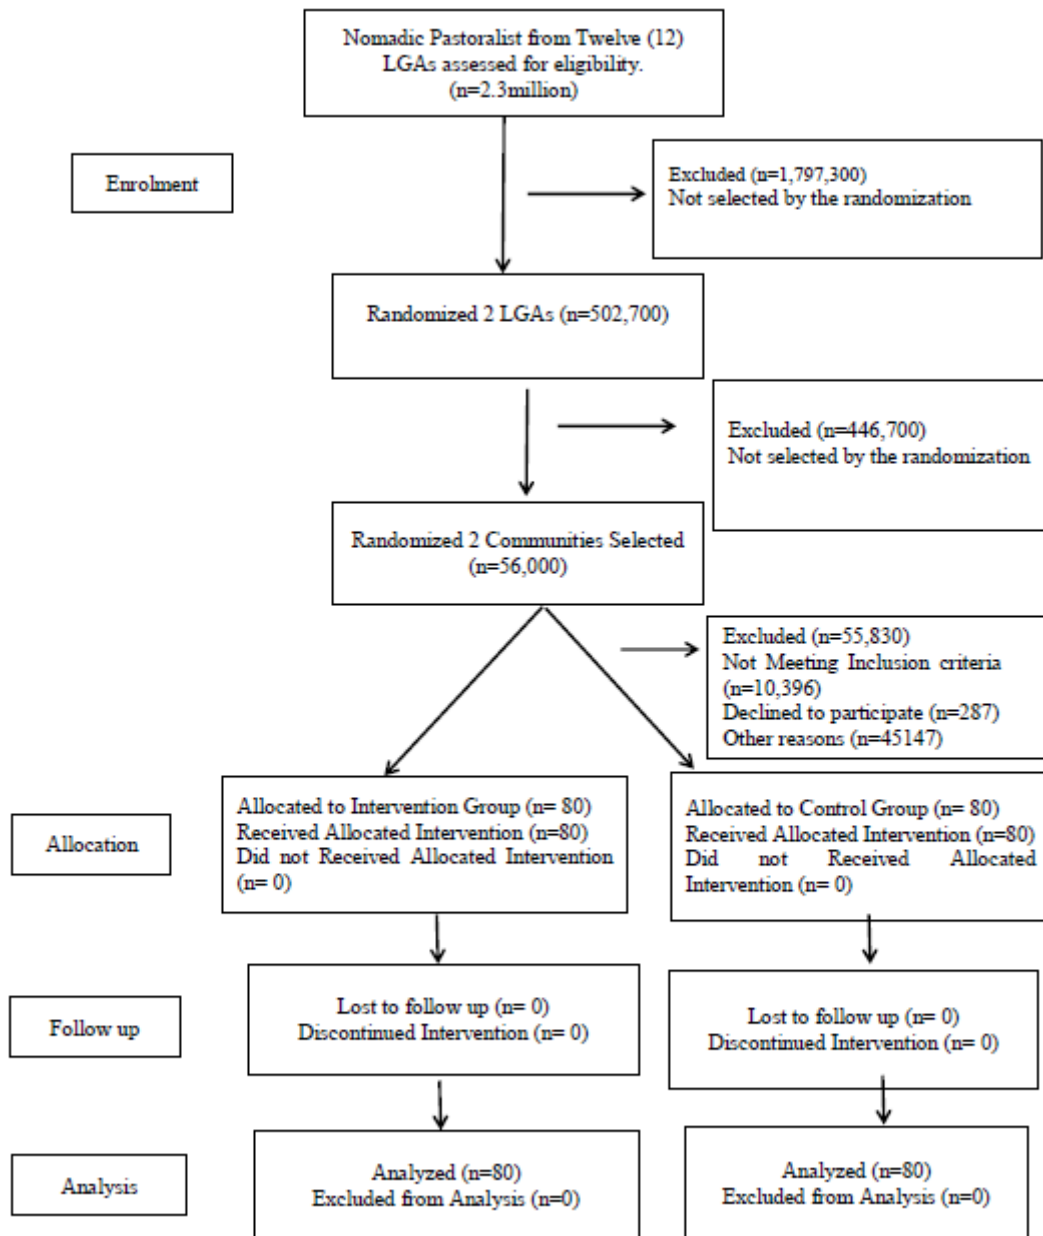 Nomadic Pastoralist from Twelve (12)
LGAs assessed for eligibility.
(n=2.3million)
Enrolment
Excluded (n=1,797,300)
Not selected by the randomization
Randomized 2 LGAs (n=502,700)
Excluded (n=446,700)
Not selected by the randomization
Randomized 2 Communities Selected
(n=56,000)
Excluded (n=55,830)
Not Meeting Inclusion criteria
(n=10,396)
Declined to participate (n=287)
Other reasons (n=45147)
Allocation
Allocated to Intervention Group (n= 80)
Received Allocated Intervention (n=80)
Did not Received Allocated Intervention
(n= 0)
Allocated to Control Group (n= 80)
Received Allocated Intervention (n=80)
Did not Received Allocated
Intervention (n= 0)
Follow up
Lost to follow up (n= 0)
Discontinued Intervention (n= 0)
Lost to follow up (n= 0)
Discontinued Intervention (n= 0)
Analysis
Analyzed (n=80)
Excluded from Analysis (n=0)
Analyzed (n=80)
Excluded from Analysis (n=0)